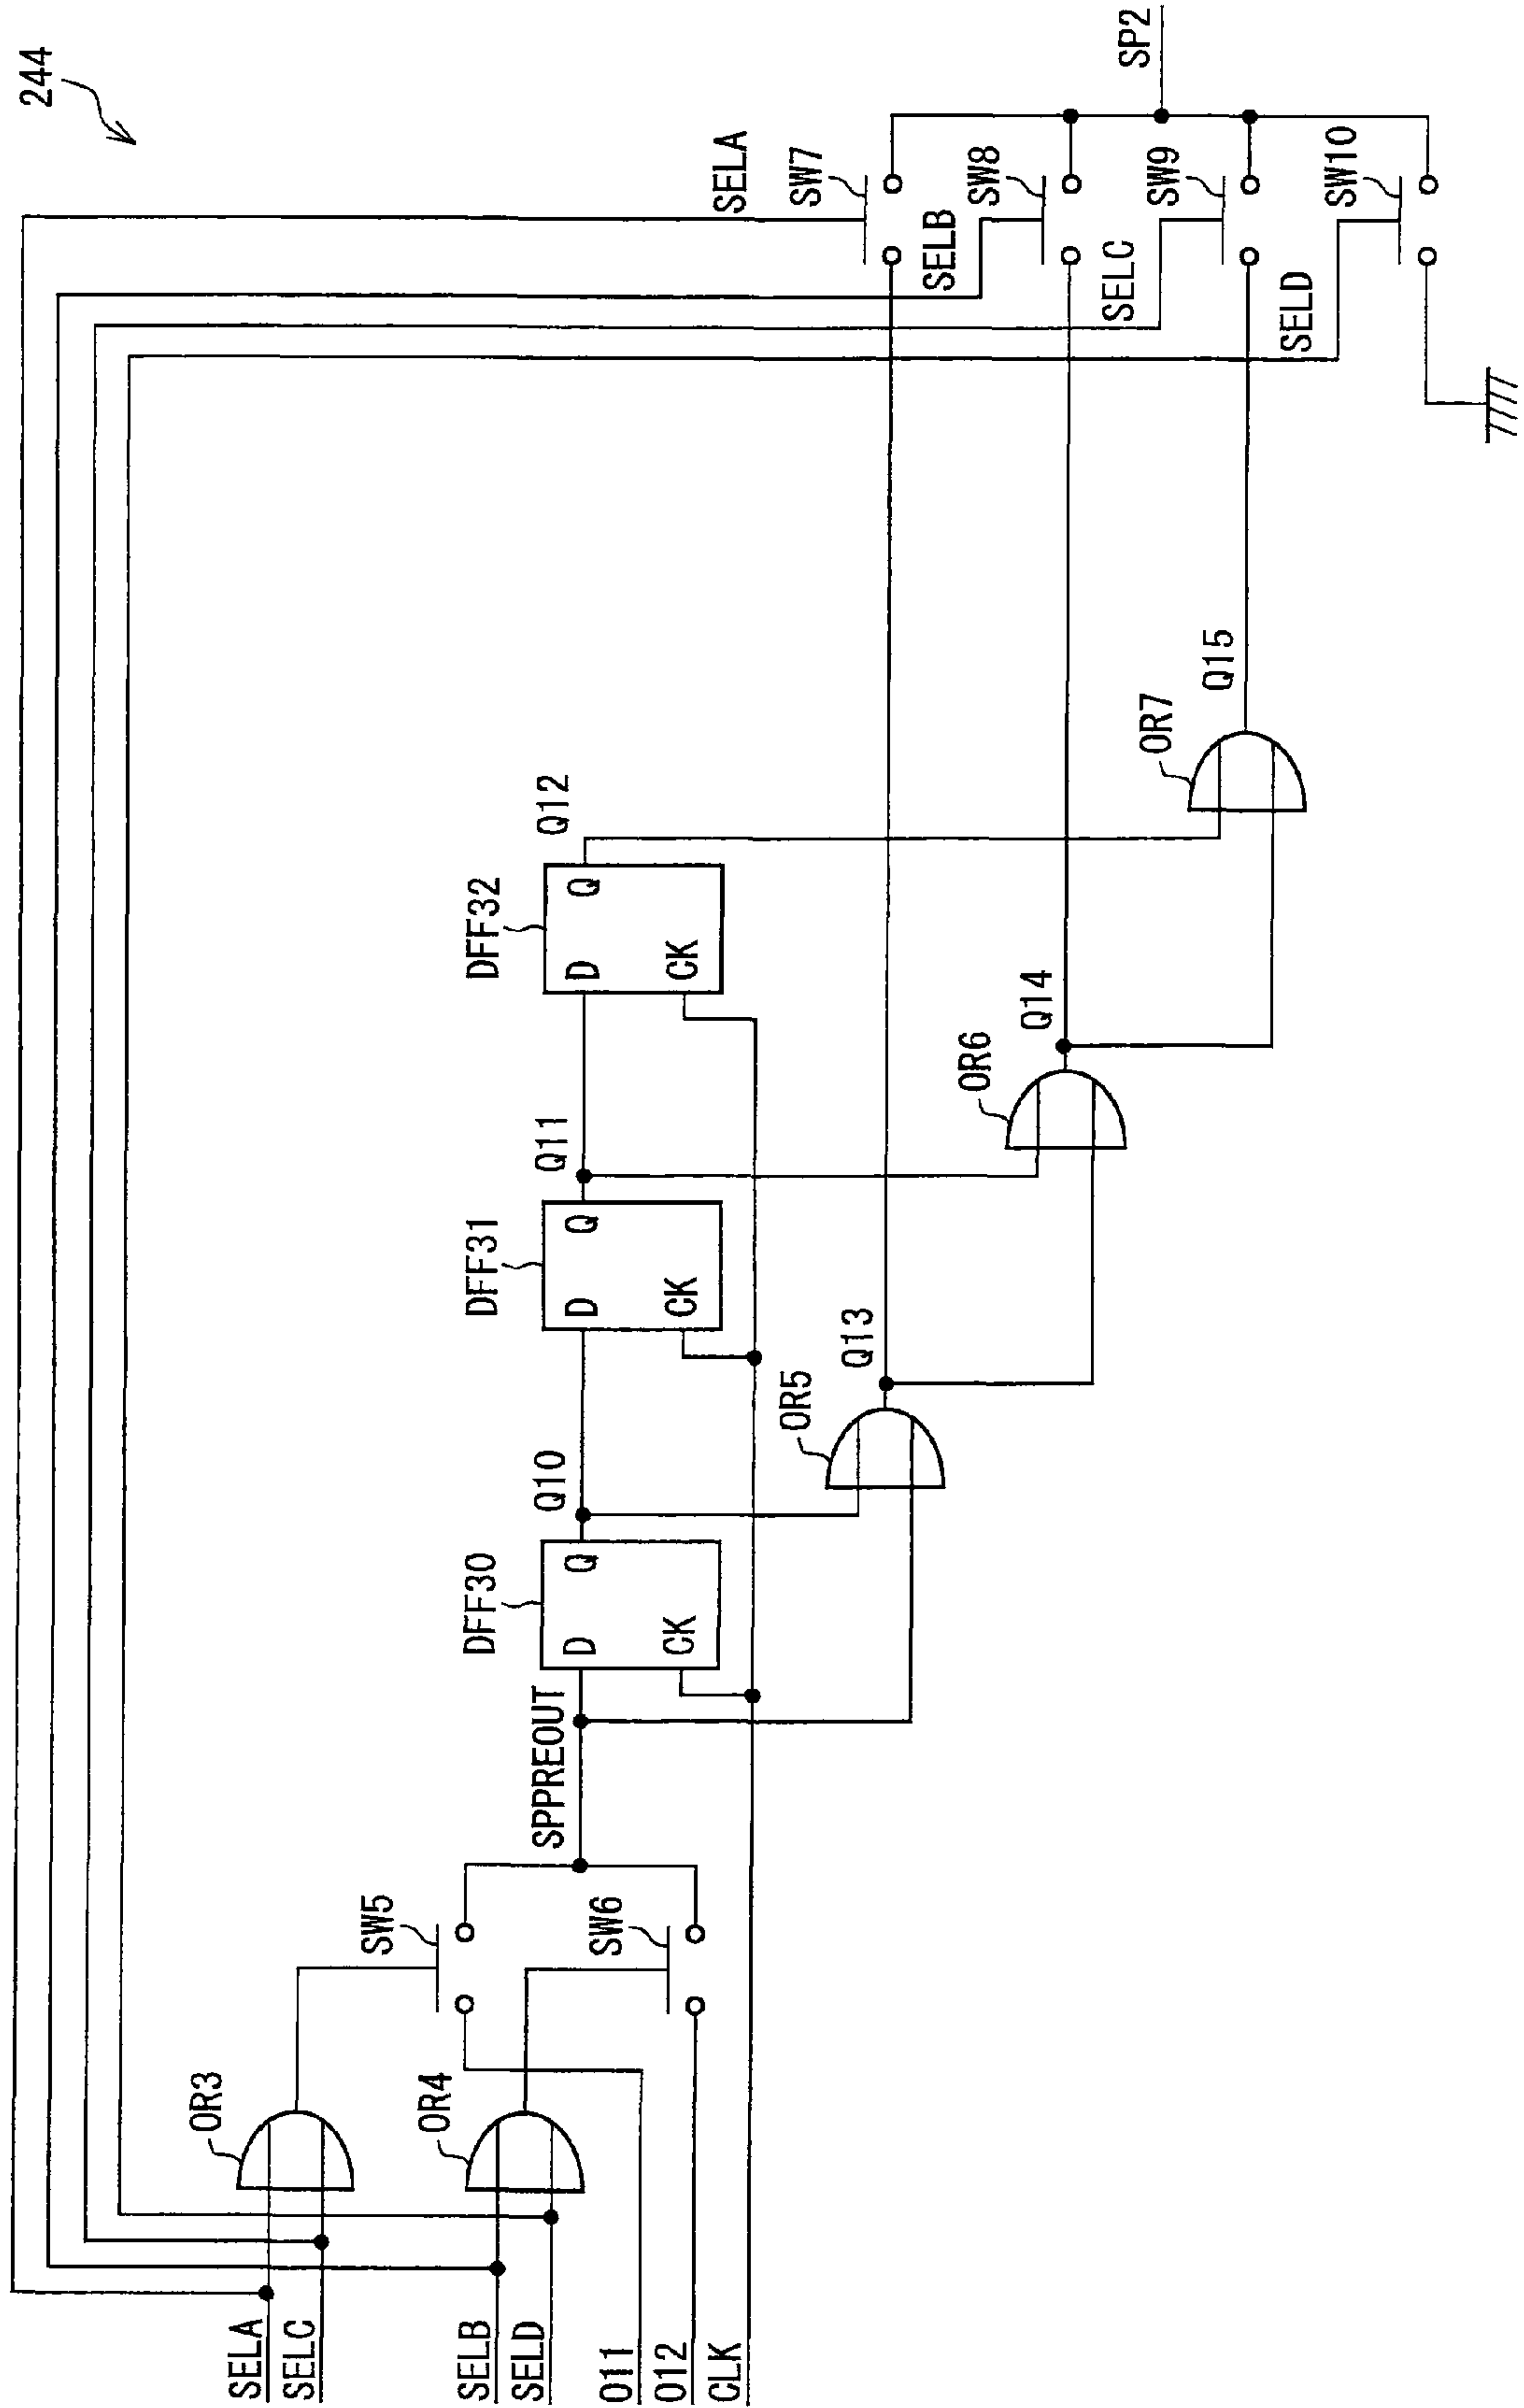 244
SELA
SELC
SELB
SELD
O11
O12
CLK
OR3
OR4
SW5
SW6
SPPREOUT
DFF30
D
Q
CK
Q10
DFF31
D
Q
CK
Q11
DFF32
D
Q
CK
Q12
OR5
Q13
OR6
Q14
OR7
Q15
SELA
SW7
SELB
SW8
SELC
SW9
SELD
SW10
SP2